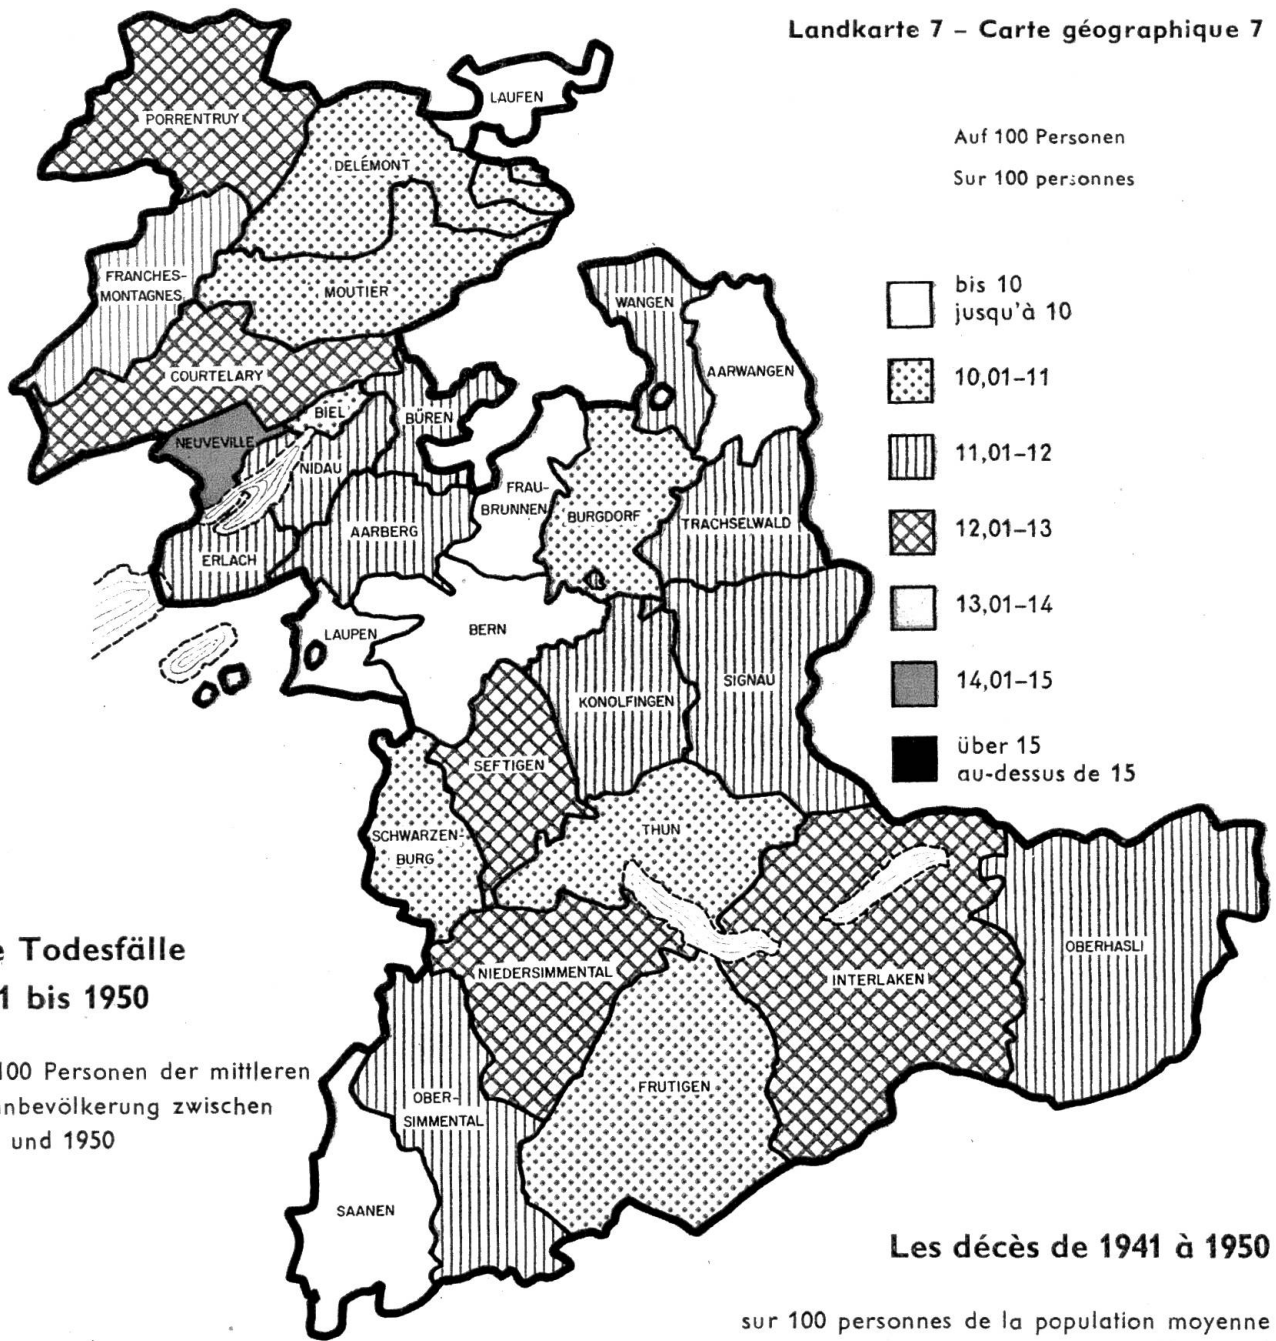 Landkarte 7 – Carte géographique 7
Auf 100 Personen
Sur 100 personnes
bis 10
jusqu'à 10
10,01–11
11,01–12
12,01–13
13,01–14
14,01–15
über 15
au-dessus de 15
LAUFEN
PORRENTRUY
DELÉMONT
FRANCHES-
MONTAGNES
MOUTIER
WANGEN
COURTELARY
AARWANGEN
BIEL
BÜREN
NEUVEVILLE
NIDAU
FRAU-
BRUNNEN
BURGDORF
TRACHSELWALD
AARBERG
ERLACH
LAUPEN
BERN
SIGNAU
KONOLFINGEN
SEFTIGEN
SCHWARZEN-
BURG
THUN
OBERHASLI
NIEDERSIMMENTAL
INTERLAKEN
FRUTIGEN
OBER-
SIMMENTAL
SAANEN
Todesfälle
bis 1950
100 Personen der mittleren
zwischen
und 1950
Les décès de 1941 à 1950
sur 100 personnes de la population moyenne